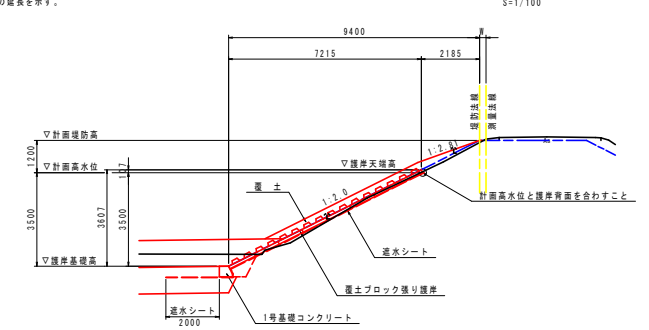 の延長を示す。
S=1/100
9400
W
7215
2185
堤防法線
測量法線
▽計画堤防高
1:2.81
1200
▽計画高水位
107
▽護岸天端高
覆 土
1:2.0
計画高水位と護岸背面を合わすこと
3500
3607
3500
遮水シート
▽護岸基礎高
覆土ブロック張り護岸
遮水シート
2000
1号基礎コンクリート